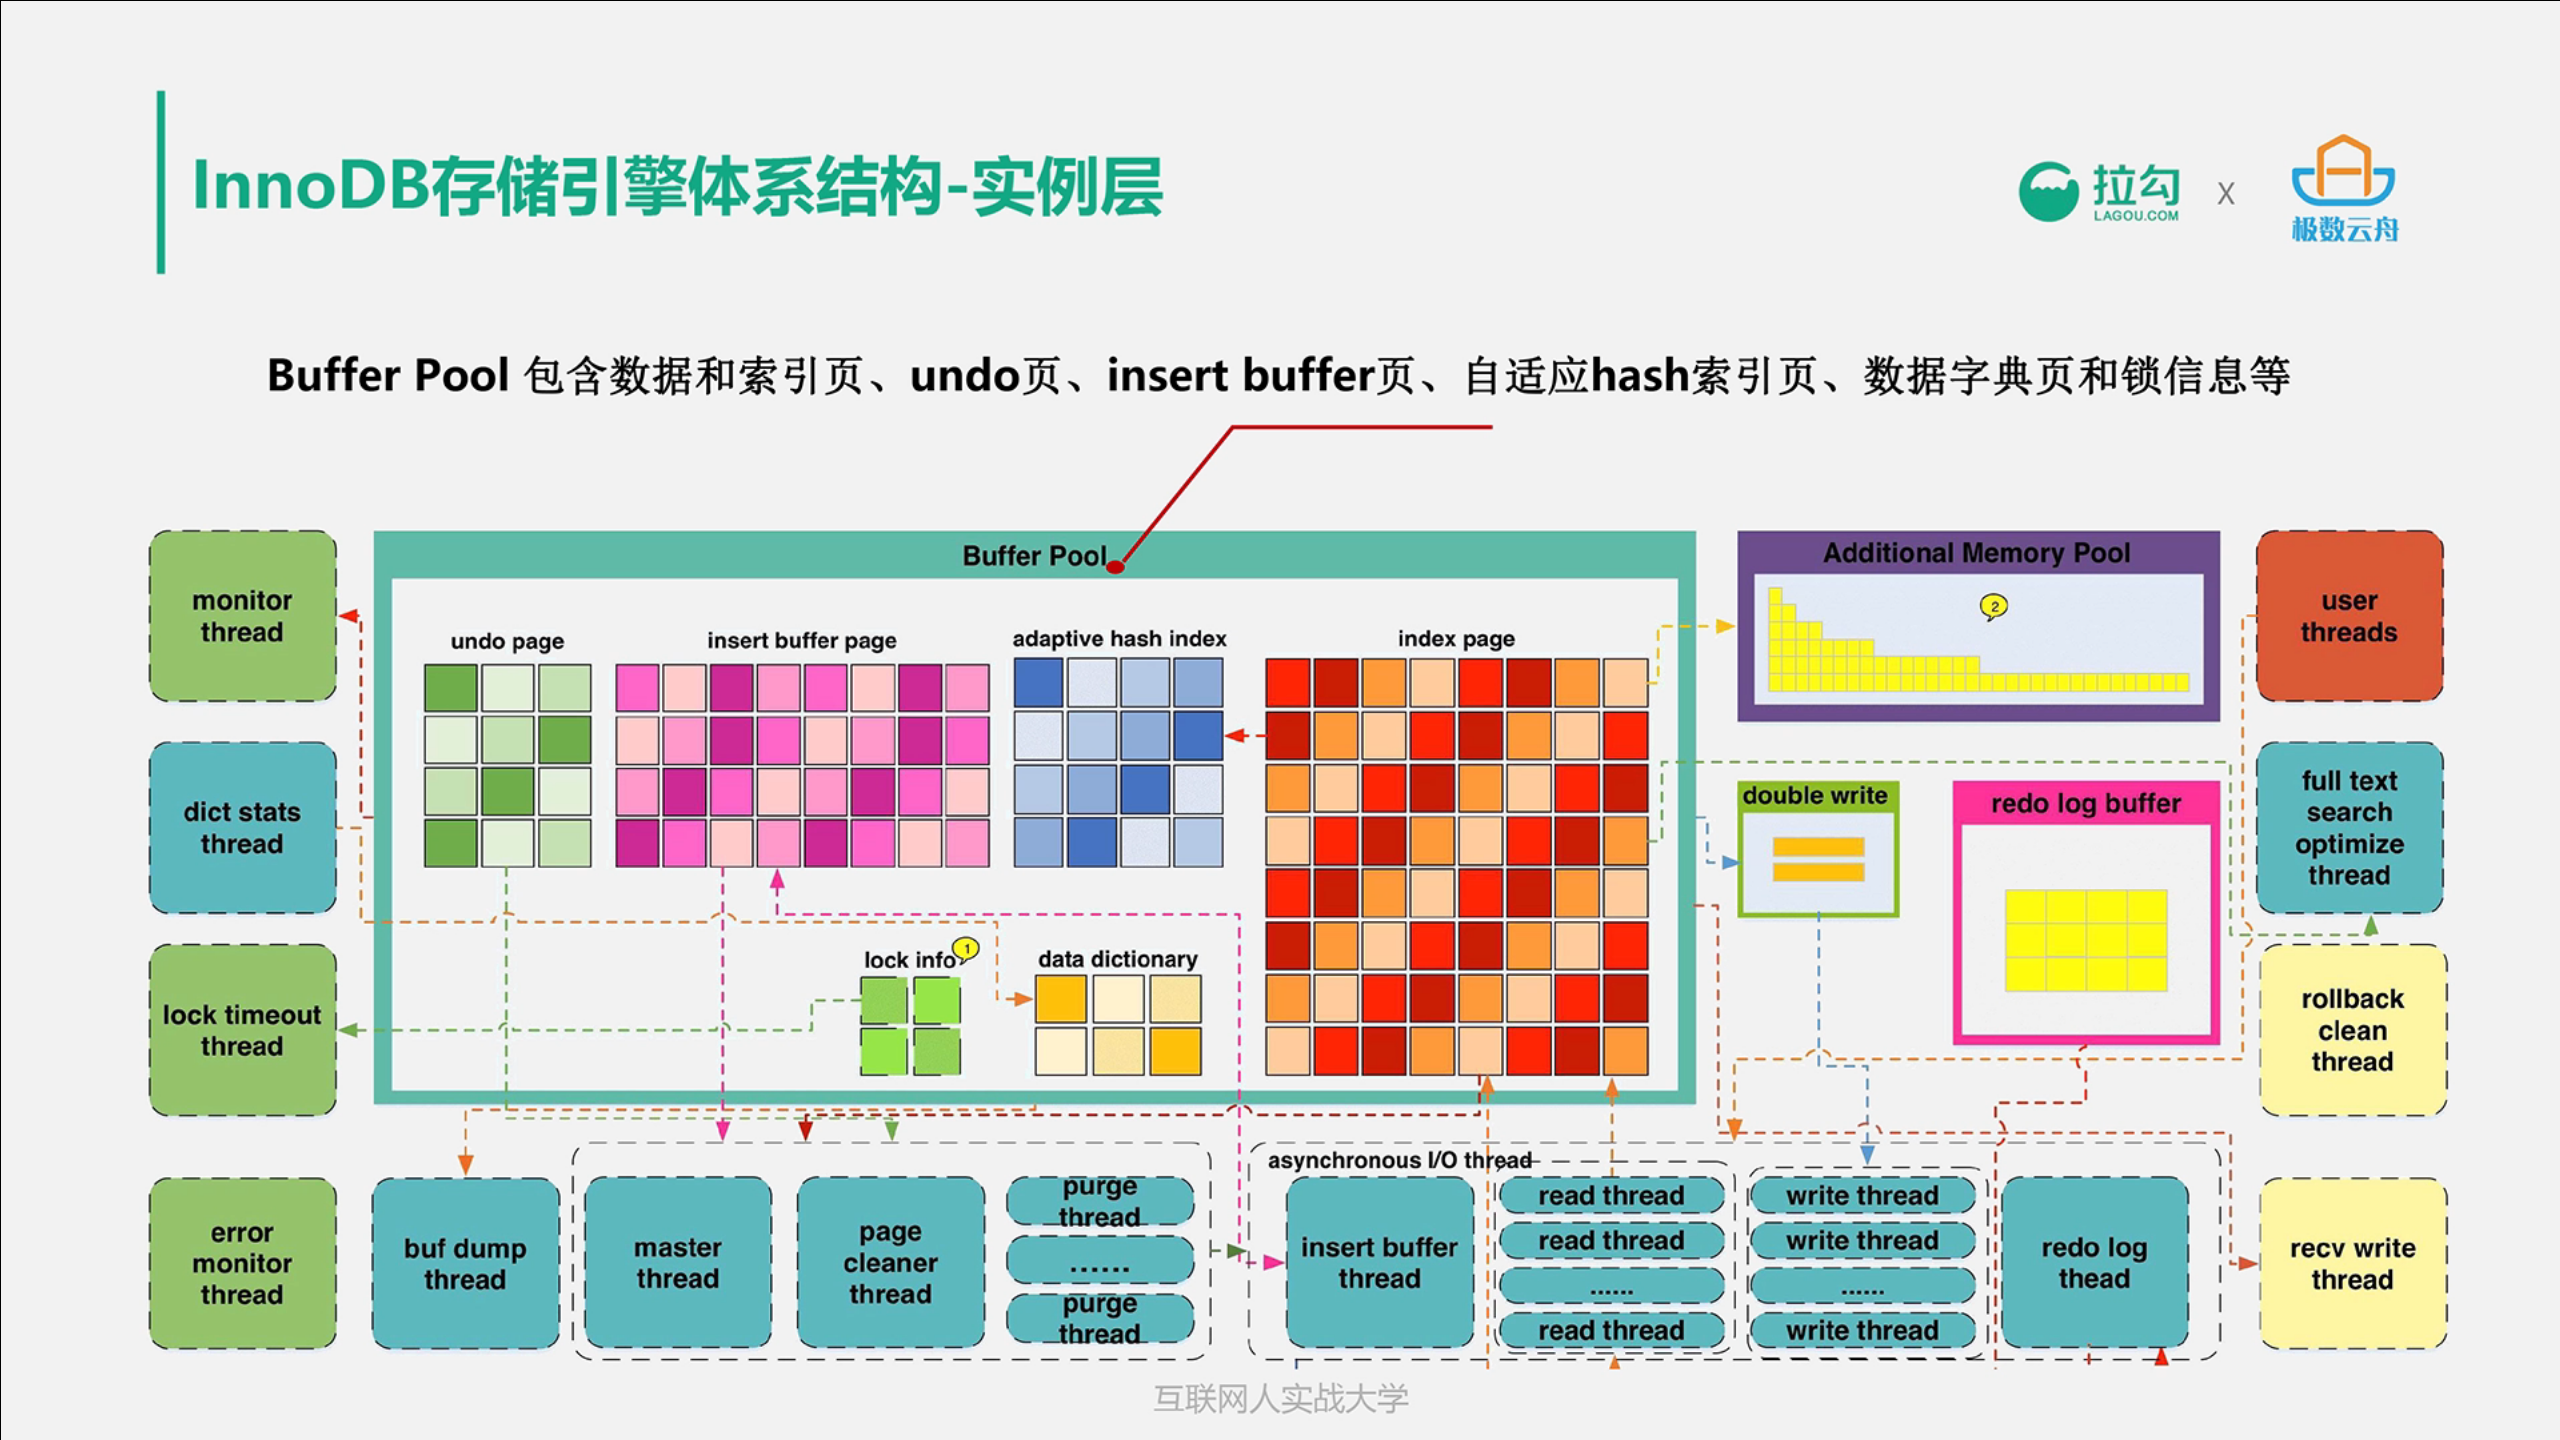 InnoDB存储引擎体系结构-实例层
拉勾
LAGOU.COM
X
极数云舟
Buffer Pool 包含数据和索引页、undo页、insert buffer页、自适应hash索引页、数据字典页和锁信息等
monitor
thread
dict stats
thread
lock timeout
thread
error
monitor
thread
Buffer Pool
undo page
insert buffer page
adaptive hash index
index page
lock info
1
data dictionary
Additional Memory Pool
2
double write
redo log buffer
user
threads
full text
search
optimize
thread
rollback
clean
thread
buf dump
thread
master
thread
page
cleaner
thread
purge
thread
......
purge
thread
asynchronous I/O thread
insert buffer
thread
read thread
read thread
......
read thread
write thread
write thread
......
write thread
redo log
thead
recv write
thread
互联网人实战大学